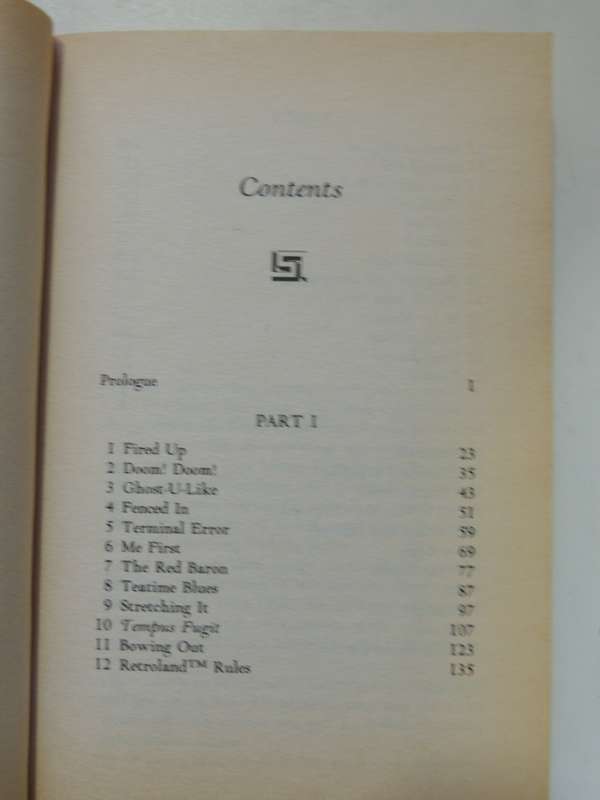 Contents
Prologue 1
PART I
1 Fired Up 23
2 Doom! Doom! 35
3 Ghost-U-Like 43
4 Fenced In 51
5 Terminal Error 59
6 Me First 69
7 The Red Baron 77
8 Teatime Blues 87
9 Stretching It 97
10 Tempus Fugit 107
11 Bowing Out 123
12 Retroland™ Rules 135